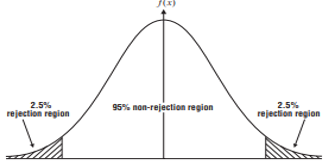 f(x)
2.5%
rejection region
95% non-rejection region
2.5%
rejection region